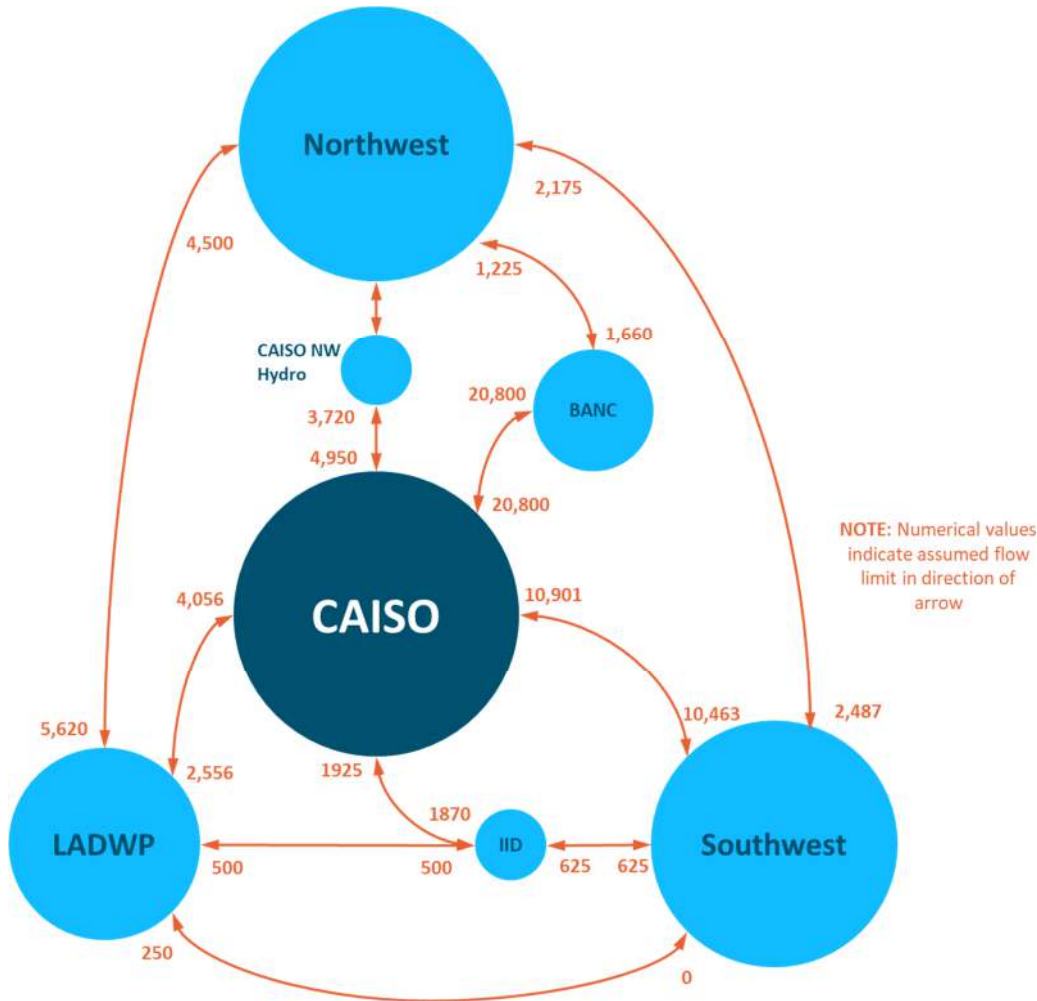 Northwest
2,175
4,500
1,225
1,660
CAISO NW
Hydro
20,800
BANC
3,720
4,950
20,800
NOTE: Numerical values
indicate assumed flow
limit in direction of
arrow
4,056
10,901
CAISO
5,620
10,463
2,487
2,556
1925
1870
LADWP
IID
Southwest
500
500
625
625
250
0